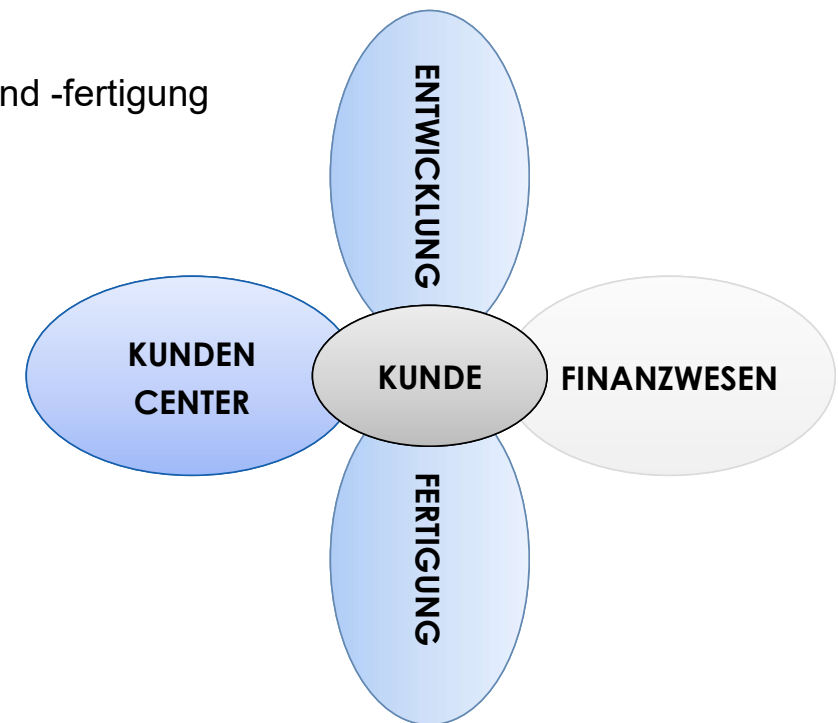 nd -fertigung
ENTWICKLUNG
KUNDEN
CENTER
KUNDE
FINANZWESEN
FERTIGUNG